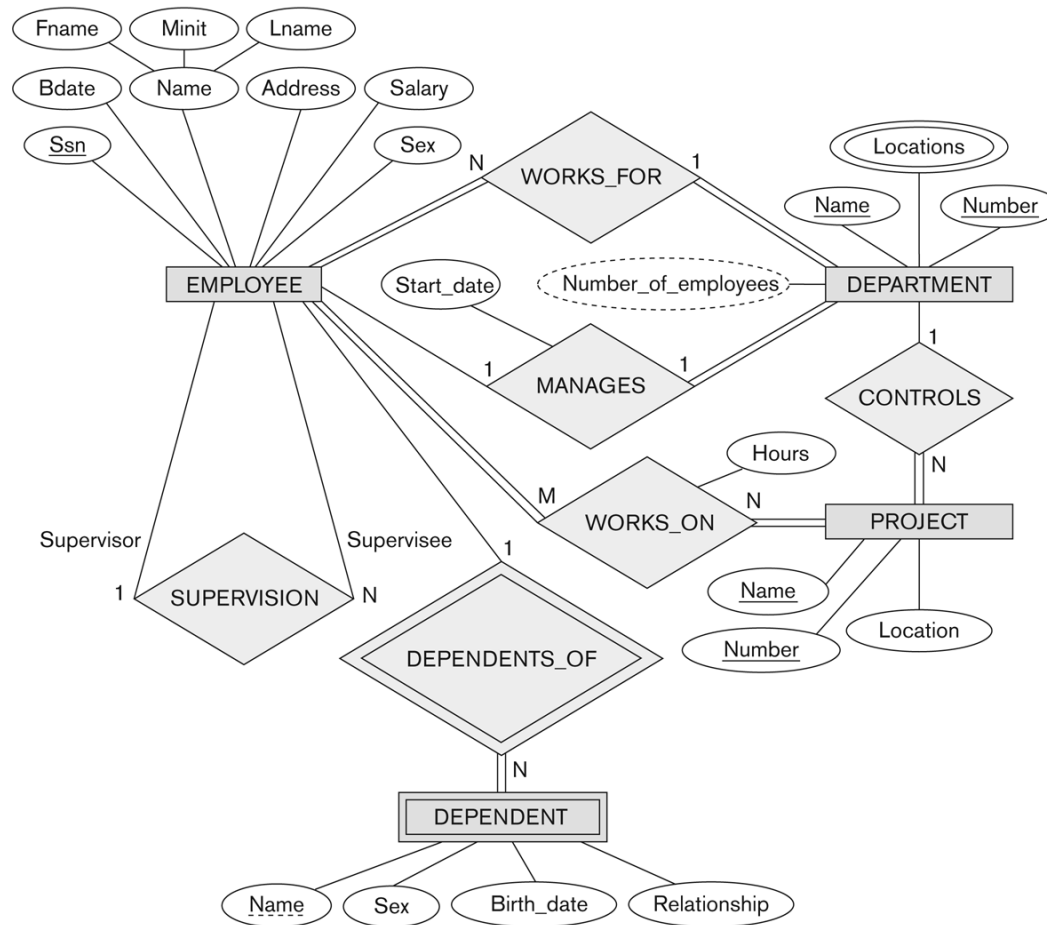 Fname
Minit
Lname
Bdate
Name
Address
Salary
Ssn
Sex
N
WORKS_FOR
1
Locations
Name
Number
EMPLOYEE
Start_date
Number_of_employees
DEPARTMENT
1
MANAGES
1
1
CONTROLS
N
Hours
M
WORKS_ON
N
PROJECT
Supervisor
Supervisee
1
SUPERVISION
N
1
Name
Number
Location
DEPENDENTS_OF
N
DEPENDENT
Name
Sex
Birth_date
Relationship